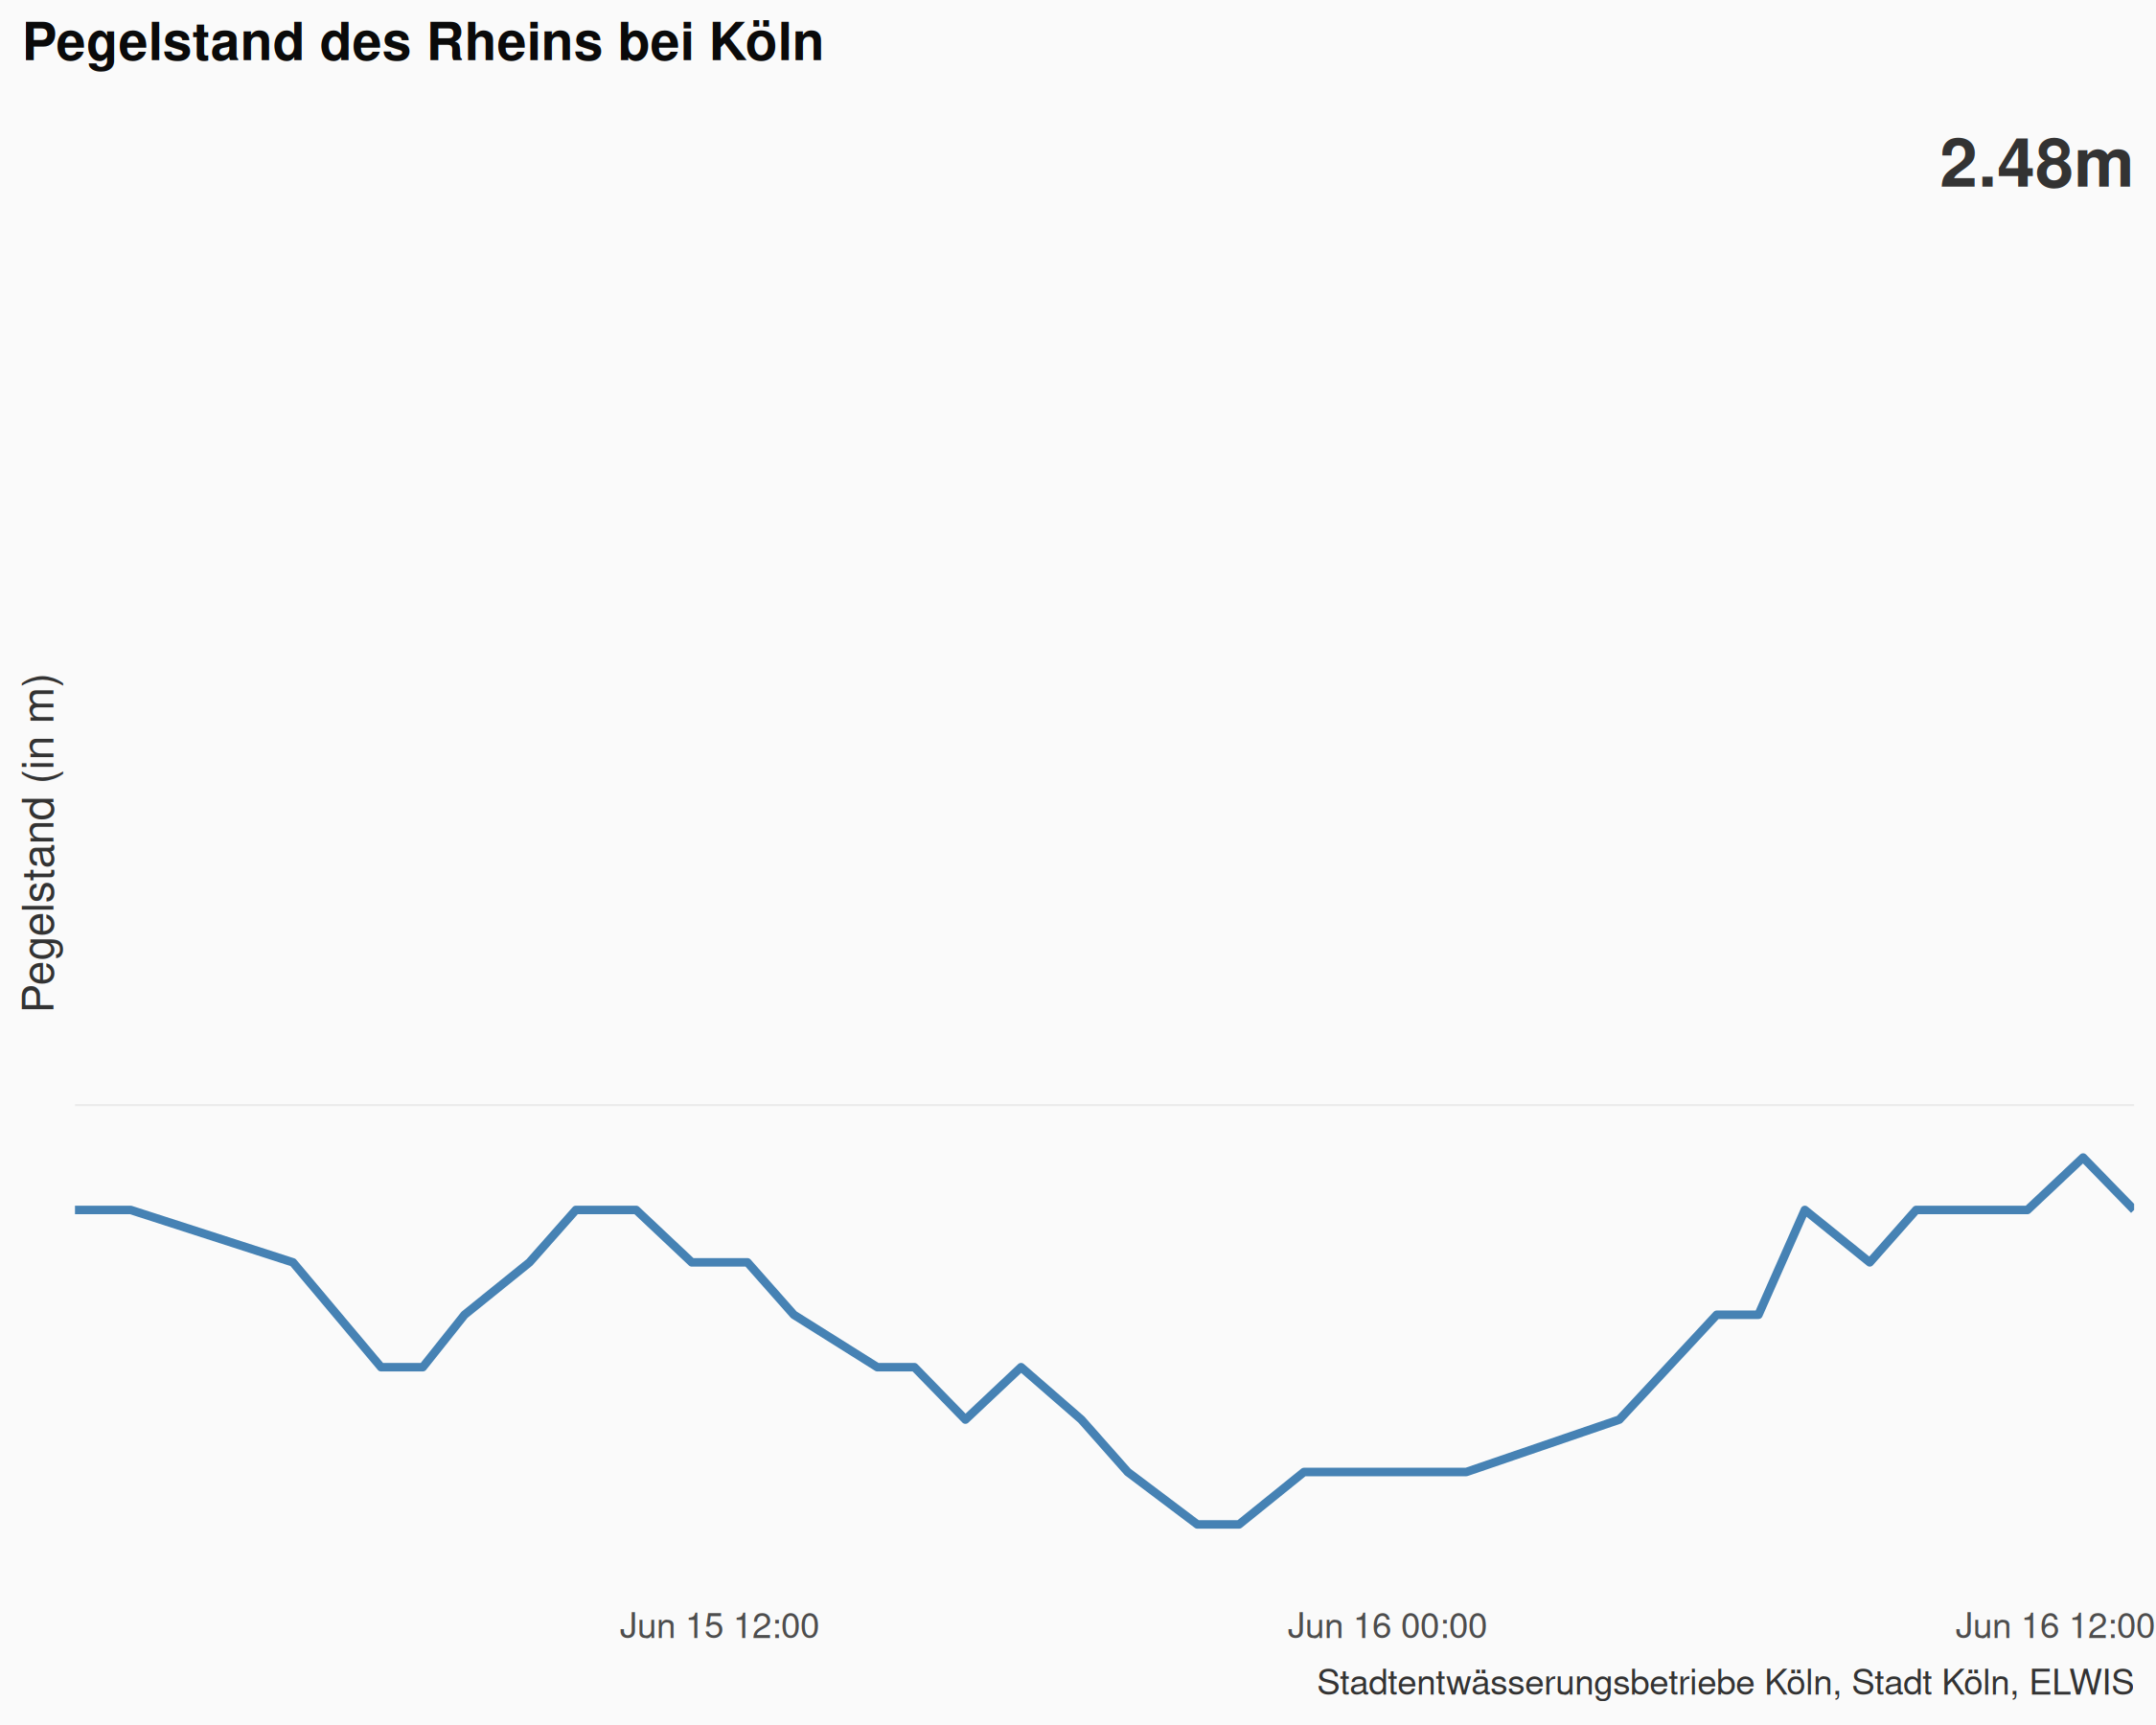 Pegelstand des Rheins bei Köln
2.48m
Pegelstand (in m)
Jun 15 12:00
Jun 16 00:00
Jun 16 12:00
Stadtentwässerungsbetriebe Köln, Stadt Köln, ELWIS